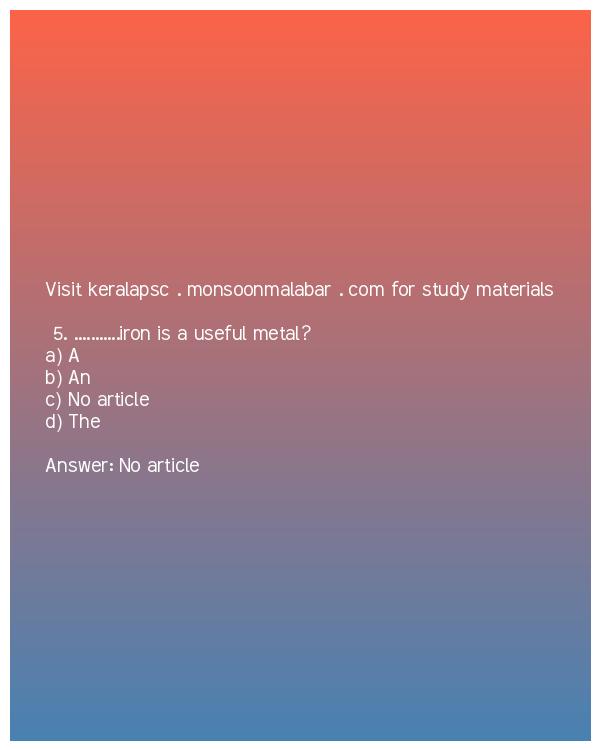 Visit keralapsc . monsoonmalabar . com for study materials
5. ...........iron is a useful metal?
a) A
b) An
c) No article
d) The
Answer: No article